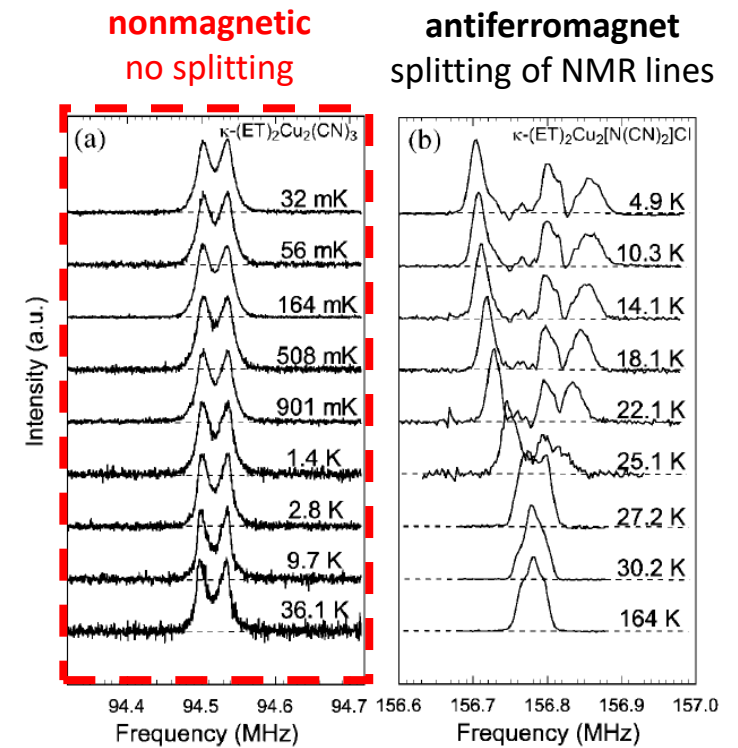 nonmagnetic
no splitting
antiferromagnet
splitting of NMR lines
Intensity (a.u.)
(a)
κ-(ET)₂Cu₂(CN)₃
32 mK
56 mK
164 mK
508 mK
901 mK
1.4 K
2.8 K
9.7 K
36.1 K
94.4 94.5 94.6 94.7
Frequency (MHz)
(b)
κ-(ET)₂Cu₂[N(CN)₂]Cl
4.9 K
10.3 K
14.1 K
18.1 K
22.1 K
25.1 K
27.2 K
30.2 K
164 K
156.6 156.7 156.8 156.9 157.0
Frequency (MHz)